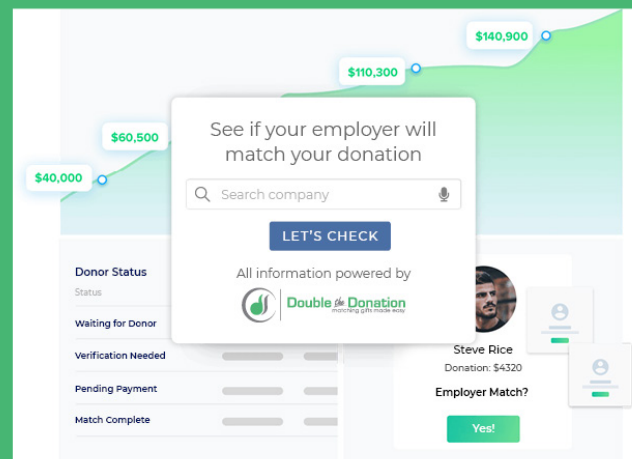 $140,900
$110,300
$60,500
$40,000
See if your employer will
match your donation
Search company
LET'S CHECK
All information powered by
Double the Donation
matching gifts made easy
Donor Status
Status
Waiting for Donor
Verification Needed
Pending Payment
Match Complete
Steve Rice
Donation: $4320
Employer Match?
Yes!